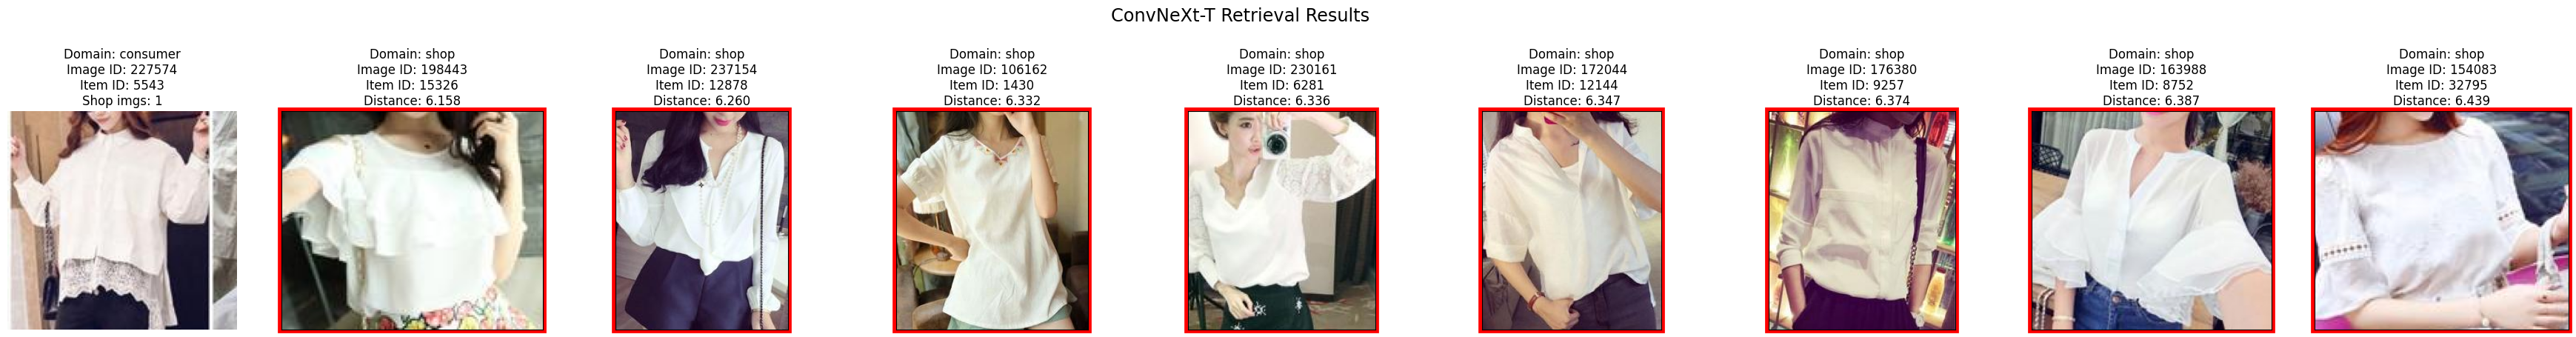 ConvNeXt-T Retrieval Results
Domain: consumer
Image ID: 227574
Item ID: 5543
Shop imgs: 1
Domain: shop
Image ID: 198443
Item ID: 15326
Distance: 6.158
Domain: shop
Image ID: 237154
Item ID: 12878
Distance: 6.260
Domain: shop
Image ID: 106162
Item ID: 1430
Distance: 6.332
Domain: shop
Image ID: 230161
Item ID: 6281
Distance: 6.336
Domain: shop
Image ID: 172044
Item ID: 12144
Distance: 6.347
Domain: shop
Image ID: 176380
Item ID: 9257
Distance: 6.374
Domain: shop
Image ID: 163988
Item ID: 8752
Distance: 6.387
Domain: shop
Image ID: 154083
Item ID: 32795
Distance: 6.439